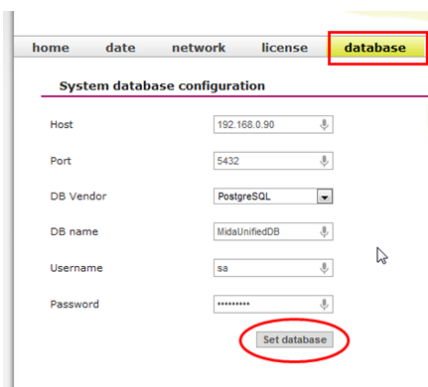 home date network license database
System database configuration
Host 192.168.0.90
Port 5432
DB Vendor PostgreSQL
DB name MidaUnifiedDB
Username sa
Password •••••••••
Set database